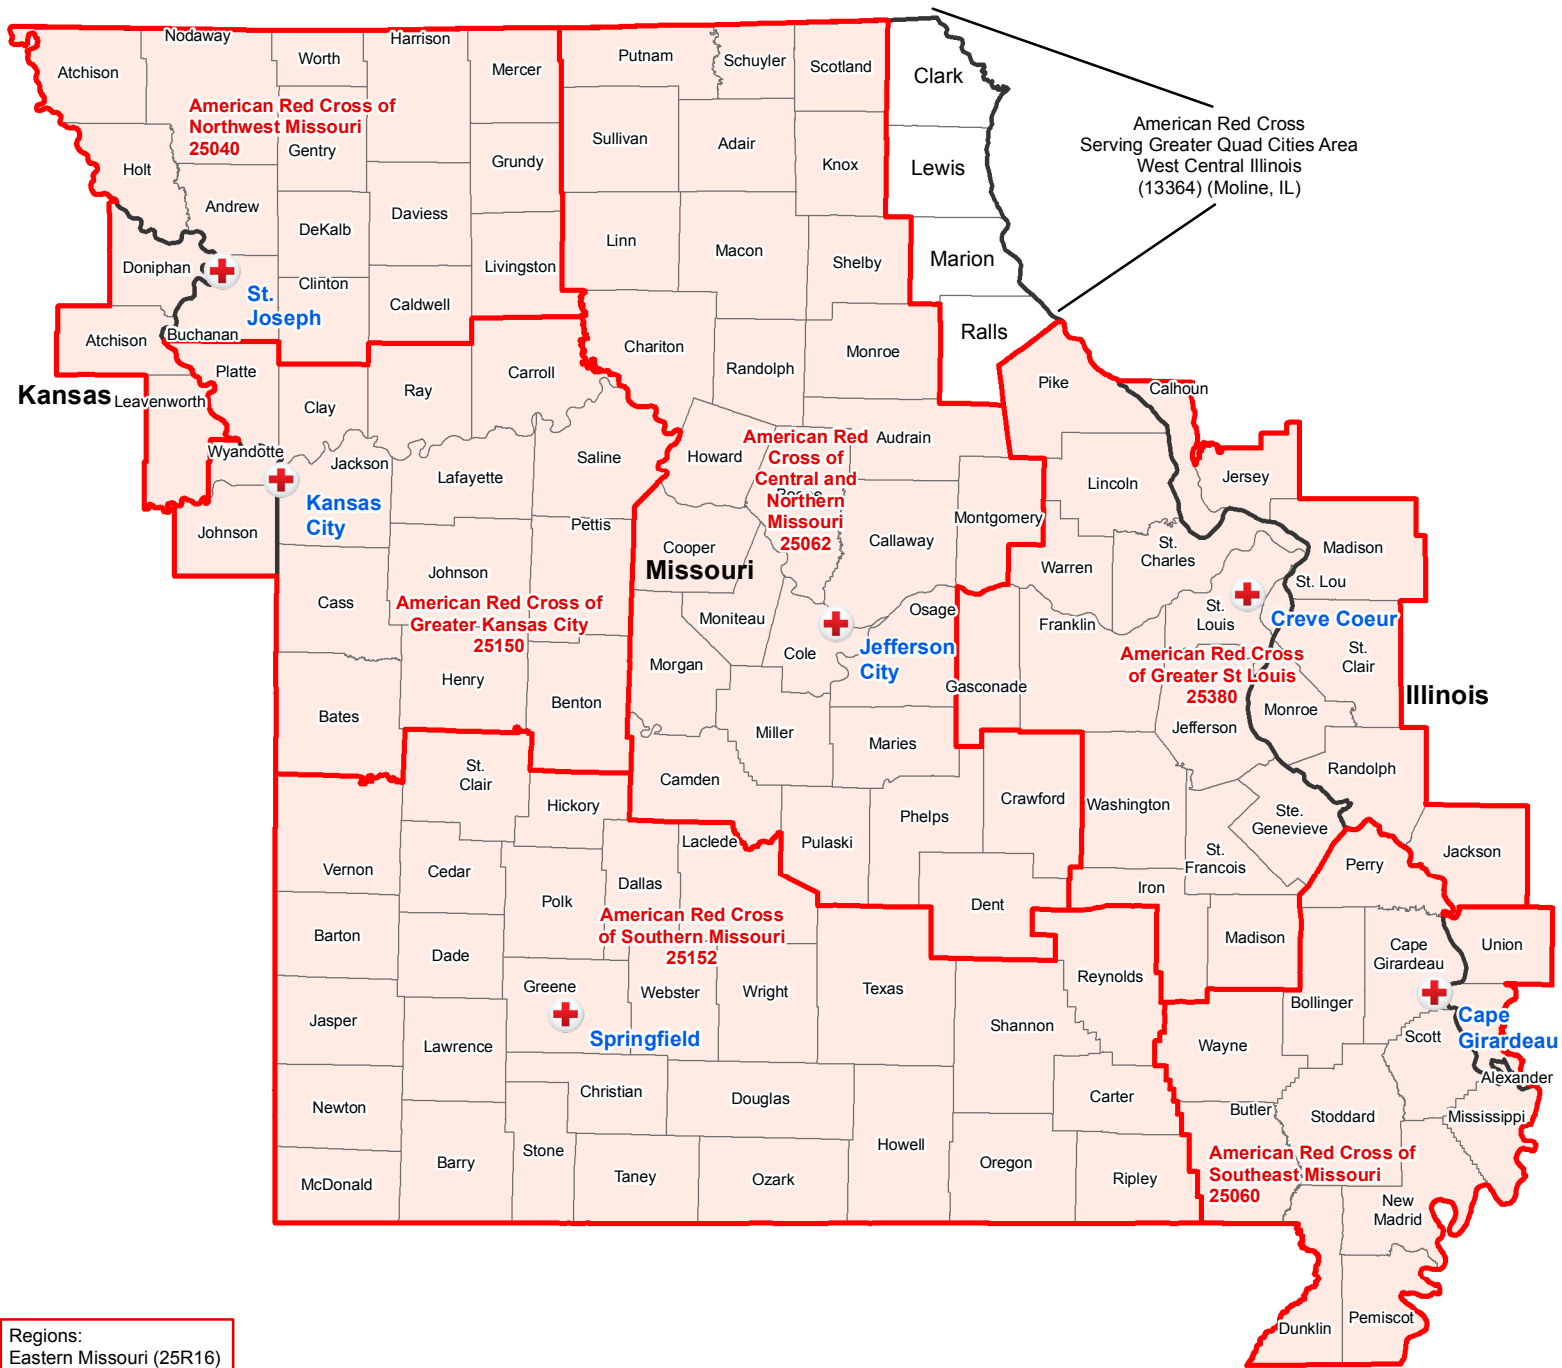 Nodaway
Harrison
Atchison
Worth
Mercer
Putnam
Schuyler
Scotland
Clark
American Red Cross of
Northwest Missouri
25040
Gentry
Holt
Grundy
Sullivan
Adair
Knox
Lewis
American Red Cross
Serving Greater Quad Cities Area
West Central Illinois
(13364) (Moline, IL)
Andrew
DeKalb
Daviess
Linn
Macon
Shelby
Marion
Doniphan
Clinton
Livingston
Caldwell
St.
Joseph
Atchison
Buchanan
Chariton
Randolph
Monroe
Ralls
Platte
Carroll
Ray
Clay
Kansas
Leavenworth
Pike
Calhoun
Wyandotte
Jackson
Lafayette
Saline
Howard
American Red
Cross of
Central and
Northern
Missouri
25062
Audrain
Lincoln
Jersey
Kansas
City
Johnson
Pettis
Cooper
Callaway
Montgomery
St.
Charles
Madison
Missouri
Warren
Johnson
Cass
American Red Cross of
Greater Kansas City
25150
Moniteau
Osage
Cole
Jefferson
City
Franklin
St.
Louis
St. Lou
Creve Coeur
American Red Cross
of Greater St Louis
25380
St.
Clair
Illinois
Morgan
Henry
Benton
Bates
Gasconade
Jefferson
Monroe
Miller
Maries
Camden
St.
Clair
Hickory
Randolph
Crawford
Washington
Phelps
Pulaski
Laclede
Ste.
Genevieve
St.
Francois
Perry
Jackson
Vernon
Cedar
Dallas
Polk
Iron
Dent
American Red Cross
of Southern Missouri
25152
Barton
Dade
Madison
Cape
Girardeau
Union
Greene
Webster
Wright
Texas
Reynolds
Bollinger
Jasper
Springfield
Lawrence
Shannon
Wayne
Scott
Cape
Girardeau
Alexander
Christian
Douglas
Carter
Newton
Butler
Stoddard
Mississippi
Howell
Stone
Barry
Oregon
Ripley
American Red Cross of
Southeast Missouri
25060
McDonald
Taney
Ozark
New
Madrid
Pemiscot
Dunklin
Regions:
Eastern Missouri (25R16)